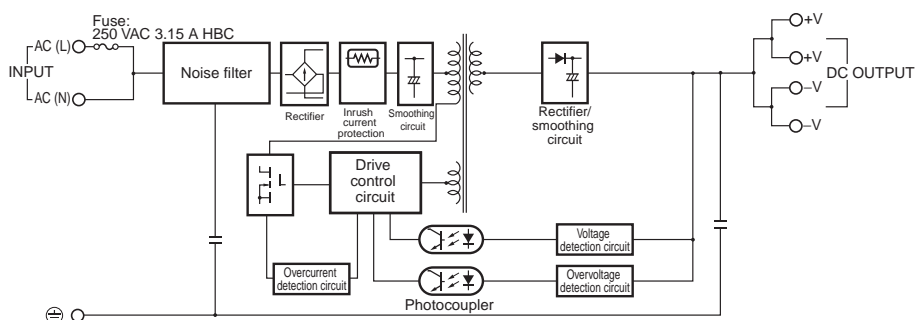 Fuse:
250 VAC 3.15 A HBC
AC (L)
INPUT
AC (N)
Noise filter
Rectifier
Inrush
current
protection
Smoothing
circuit
Rectifier/
smoothing
circuit
+V
+V
DC OUTPUT
−V
−V
Drive
control
circuit
Overcurrent
detection circuit
Voltage
detection circuit
Overvoltage
detection circuit
Photocoupler